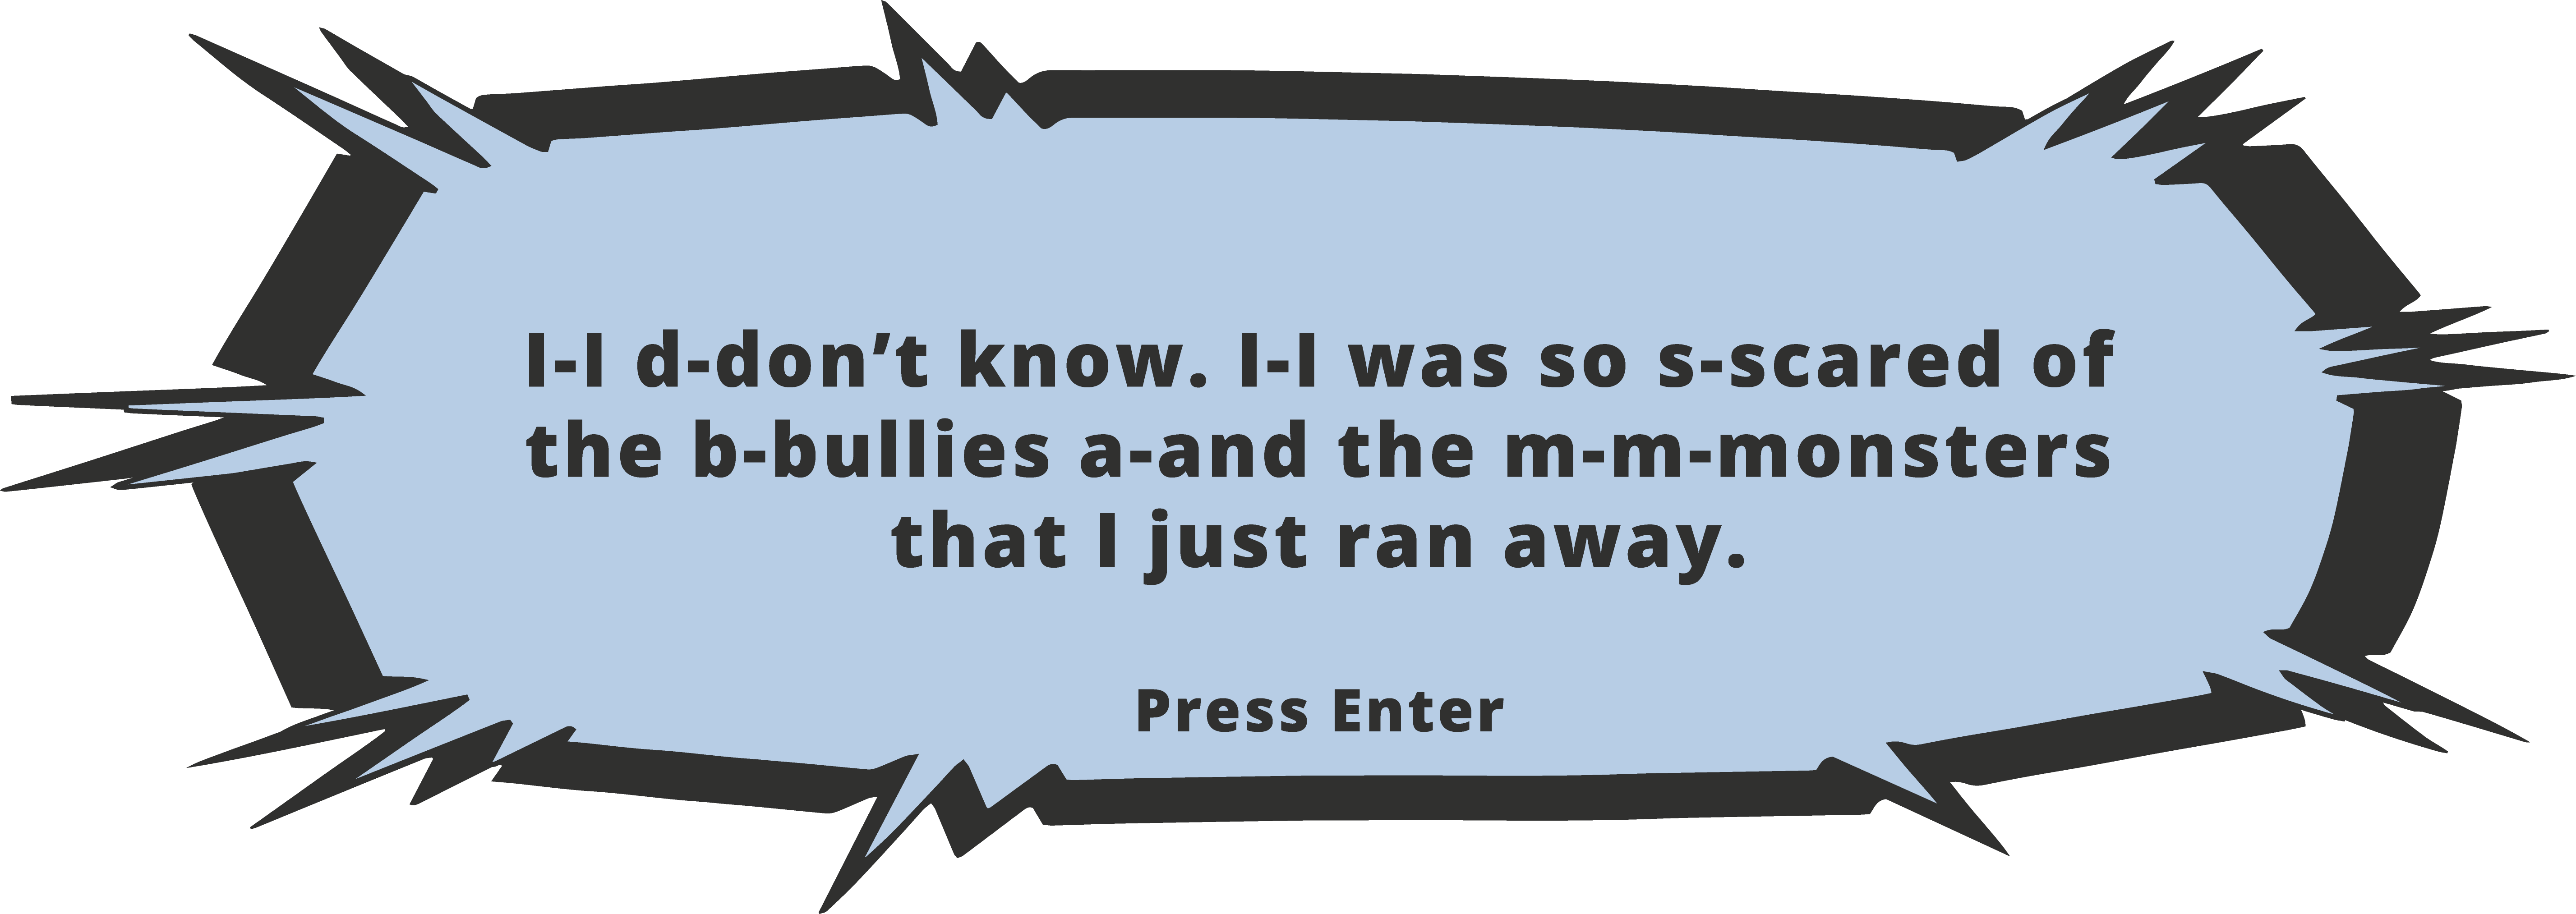 I-I d-don’t know. I-I was so s-scared of
the b-bullies a-and the m-m-monsters
that I just ran away.
Press Enter